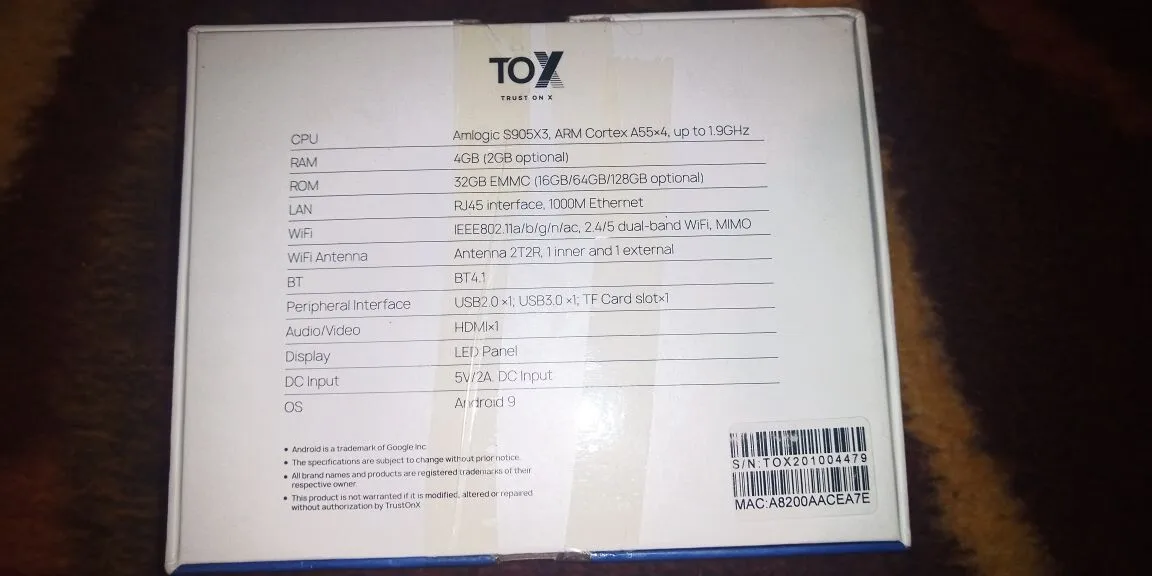 TOX
TRUST ON X
CPU Amlogic S905X3, ARM Cortex A55×4, up to 1.9GHz
RAM 4GB (2GB optional)
ROM 32GB EMMC (16GB/64GB/128GB optional)
LAN RJ45 interface, 1000M Ethernet
WiFi IEEE802.11a/b/g/n/ac, 2.4/5 dual-band WiFi, MIMO
WiFi Antenna Antenna 2T2R, 1 inner and 1 external
BT BT4.1
Peripheral Interface USB2.0 ×1; USB3.0 ×1; TF Card slot×1
Audio/Video HDMI×1
Display LED Panel
DC Input 5V/2A DC Input
OS Android 9
• Android is a trademark of Google Inc
• The specifications are subject to change without prior notice.
• All brand names and products are registered trademarks of their
respective owner
• This product is not warranted if it is modified, altered or repaired
without authorization by TrustOnX
S/N:TOX201004479
MAC:A8200AACEA7E